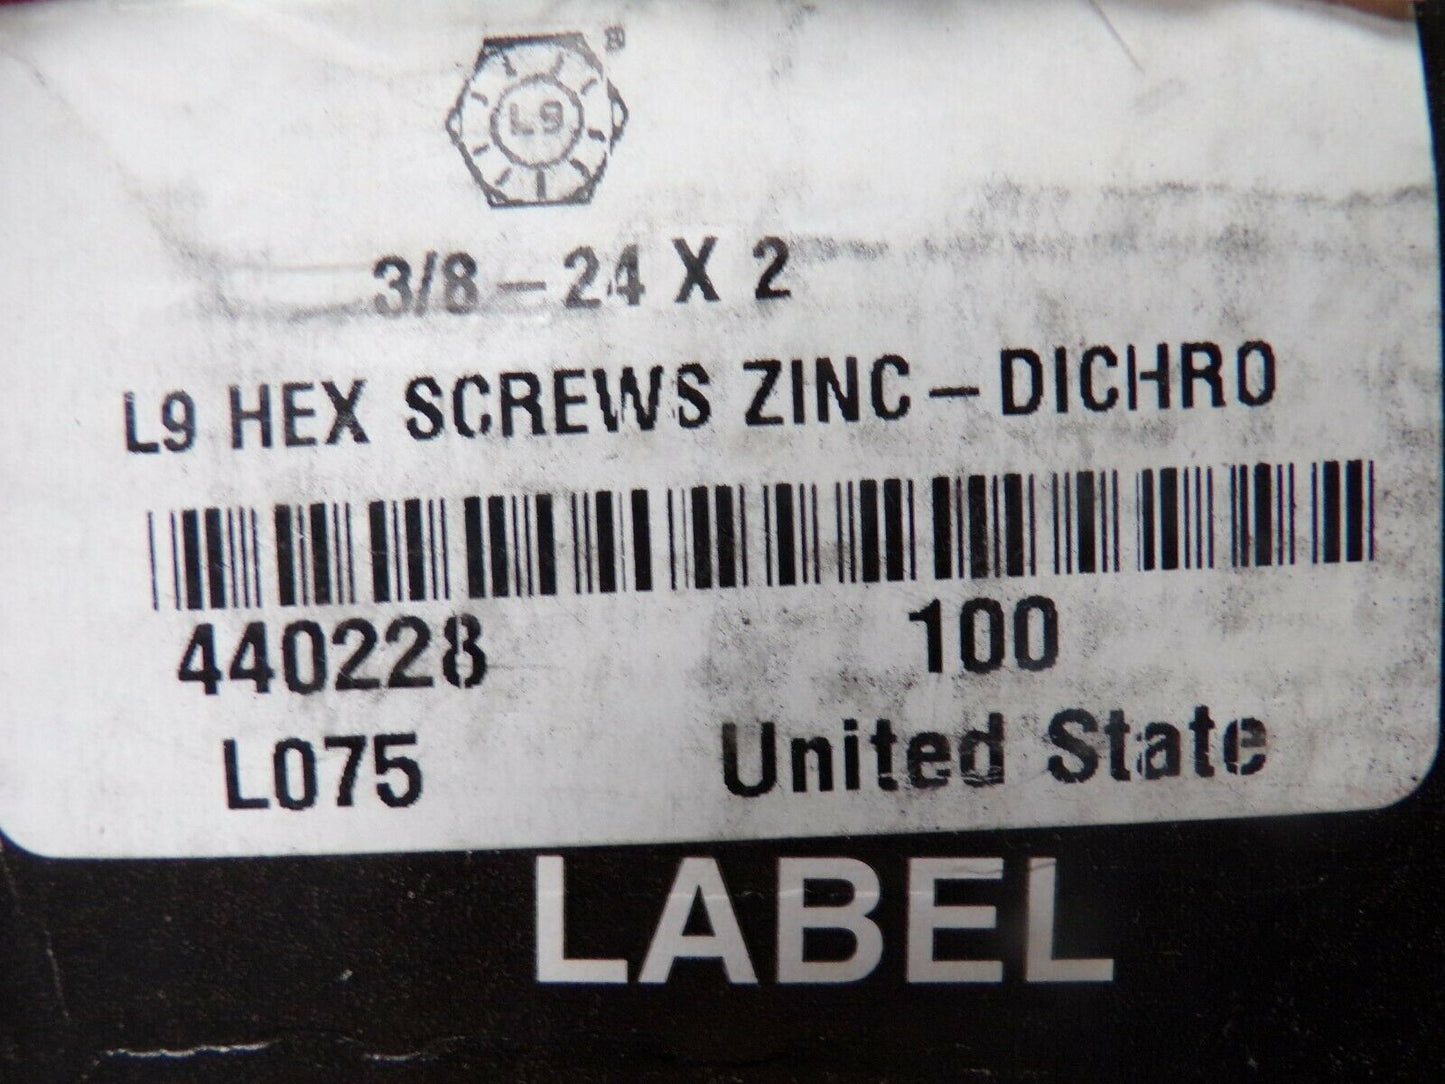 L9
3/8-24 X 2
L9 HEX SCREWS ZINC-DICHRO
440228 100
L075 United State
LABEL